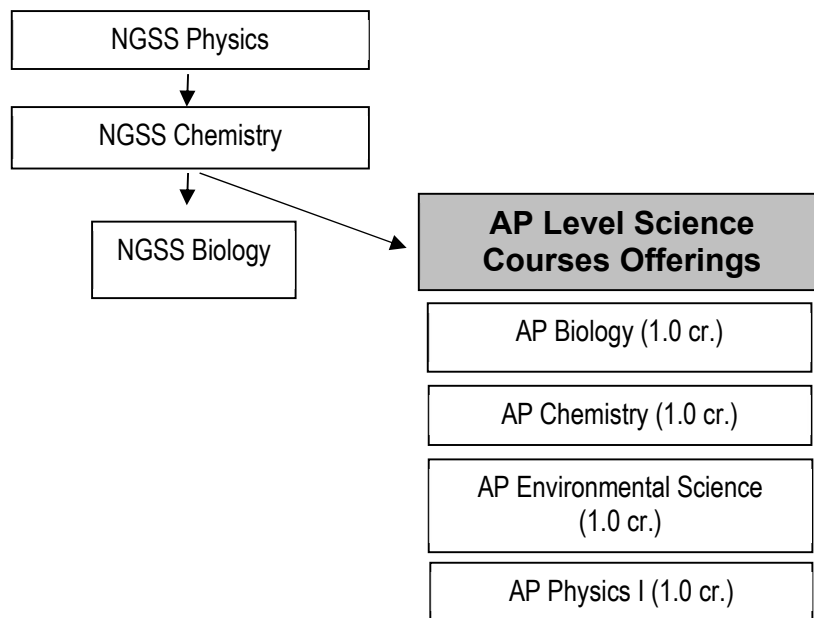 NGSS Physics
NGSS Chemistry
NGSS Biology
AP Level Science
Courses Offerings
AP Biology (1.0 cr.)
AP Chemistry (1.0 cr.)
AP Environmental Science
(1.0 cr.)
AP Physics I (1.0 cr.)